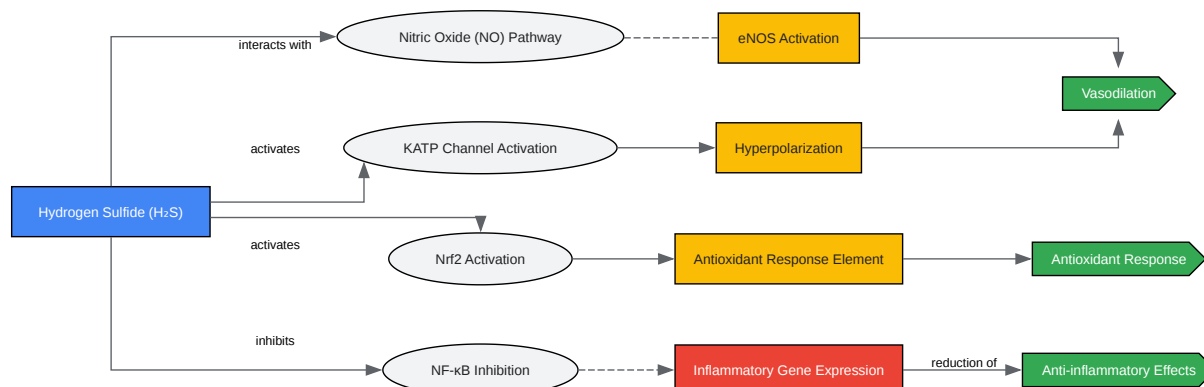 Nitric Oxide (NO) Pathway
eNOS Activation
interacts with
Vasodilation
activates
KATP Channel Activation
Hyperpolarization
Hydrogen Sulfide (H₂S)
activates
Nrf2 Activation
Antioxidant Response Element
Antioxidant Response
inhibits
NF-κB Inhibition
Inflammatory Gene Expression
reduction of
Anti-inflammatory Effects